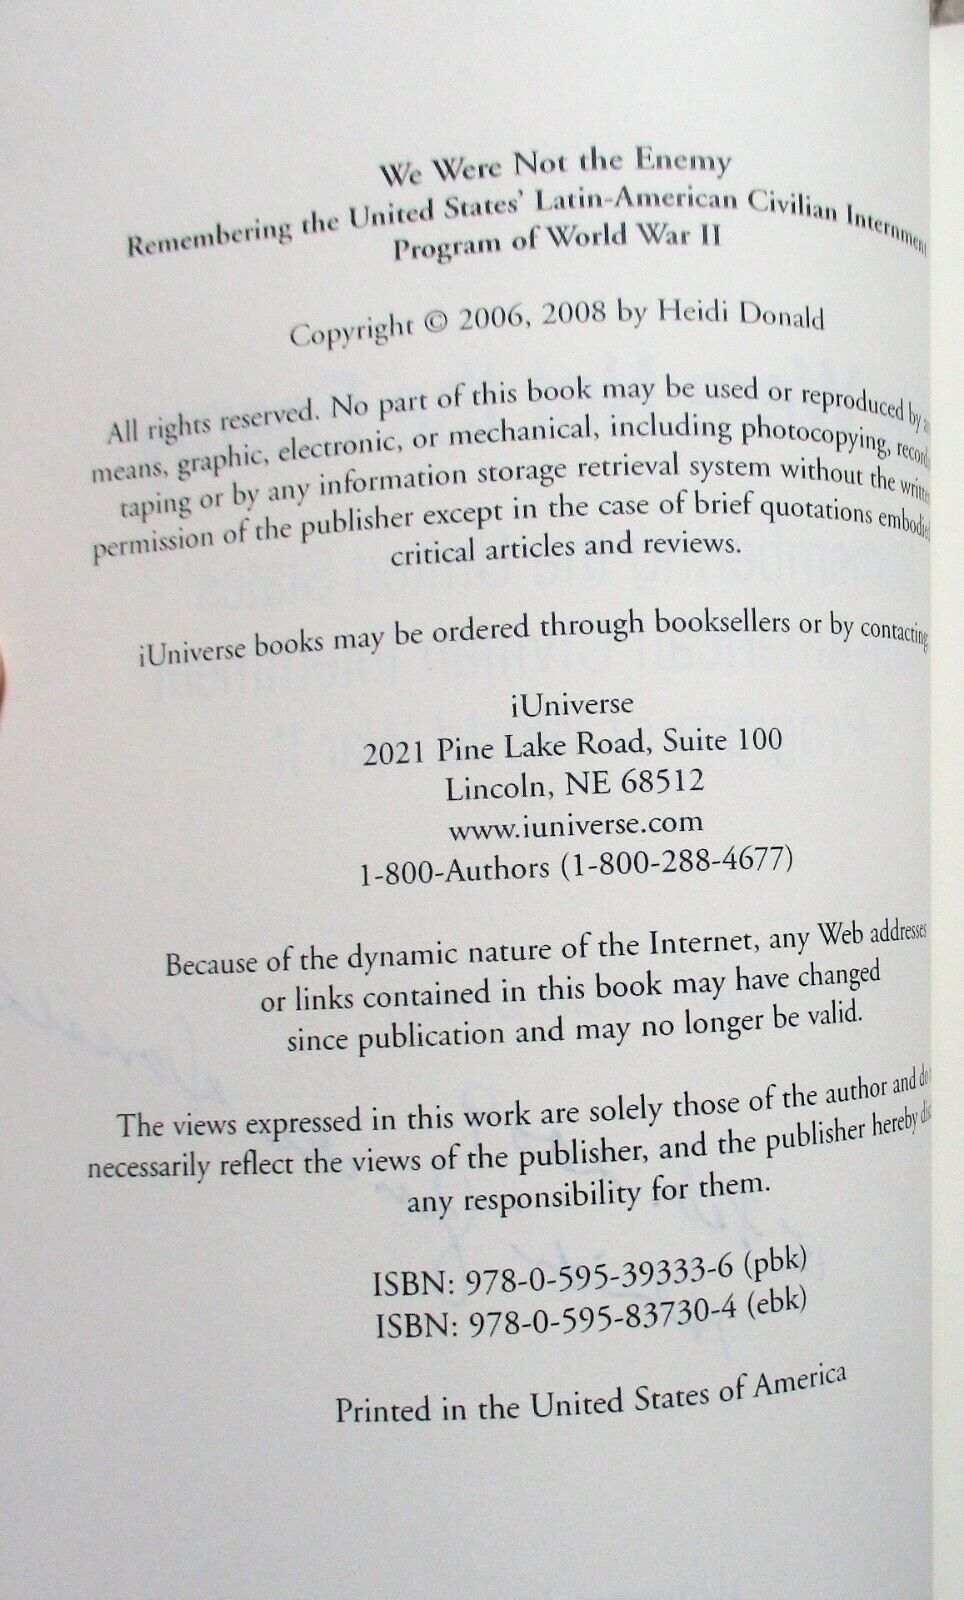 We Were Not the Enemy
Remembering the United States' Latin-American Civilian Internment
Program of World War II
Copyright © 2006, 2008 by Heidi Donald
All rights reserved. No part of this book may be used or reproduced by
means, graphic, electronic, or mechanical, including photocopying,
taping or by any information storage retrieval system without the
permission of the publisher except in the case of brief quotations
critical articles and reviews.
iUniverse books may be ordered through booksellers or by contacting
iUniverse
2021 Pine Lake Road, Suite 100
Lincoln, NE 68512
www.iuniverse.com
1-800-Authors (1-800-288-4677)
Because of the dynamic nature of the Internet, any Web addresses
or links contained in this book may have changed
since publication and may no longer be valid.
The views expressed in this work are solely those of the author and do
necessarily reflect the views of the publisher, and the publisher hereby
any responsibility for them.
ISBN: 978-0-595-39333-6 (pbk)
ISBN: 978-0-595-83730-4 (ebk)
Printed in the United States of America